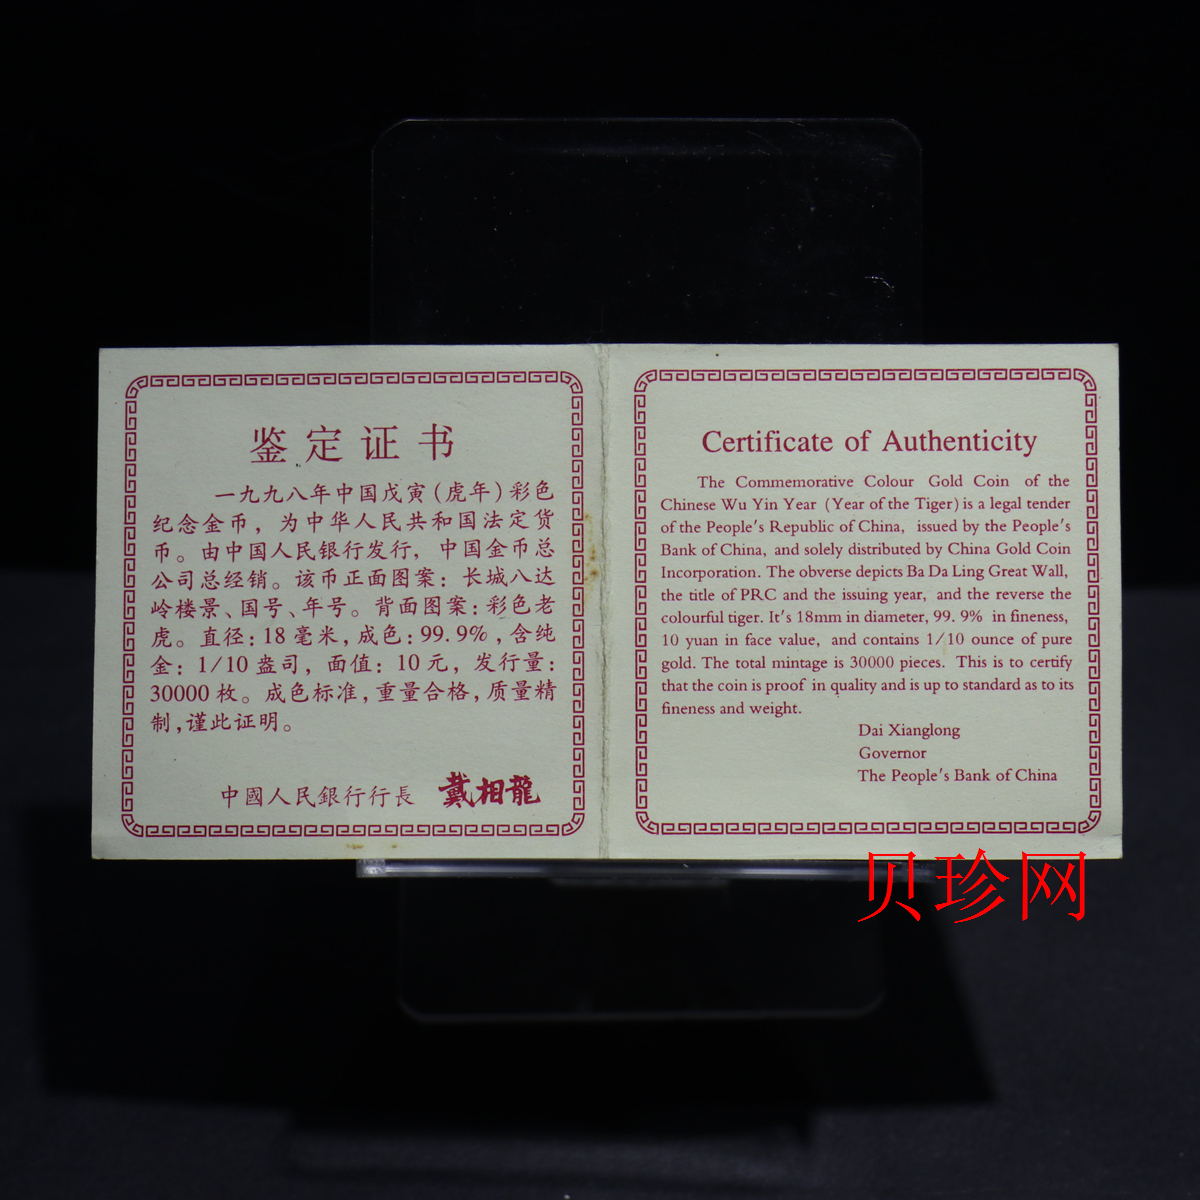 鉴定证书
一九九八年中国戊寅(虎年)彩色
纪念金币，为中华人民共和国法定货
币。由中国人民银行发行，中国金币总
公司总经销。该币正面图案：长城八达
岭楼景、国号、年号。背面图案：彩色老
虎。直径：18毫米，成色：99.9%，含纯
金：1/10盎司，面值：10元，发行量：
30000枚。成色标准，重量合格，质量精
制，谨此证明。
中國人民銀行行長 戴相龍
Certificate of Authenticity
The Commemorative Colour Gold Coin of the
Chinese Wu Yin Year (Year of the Tiger) is a legal tender
of the People's Republic of China, issued by the People's
Bank of China, and solely distributed by China Gold Coin
Incorporation. The obverse depicts Ba Da Ling Great Wall,
the title of PRC and the issuing year, and the reverse the
colourful tiger. It's 18mm in diameter, 99.9% in fineness,
10 yuan in face value, and contains 1/10 ounce of pure
gold. The total mintage is 30000 pieces. This is to certify
that the coin is proof in quality and is up to standard as to its
fineness and weight.
Dai Xianglong
Governor
The People's Bank of China
贝珍网